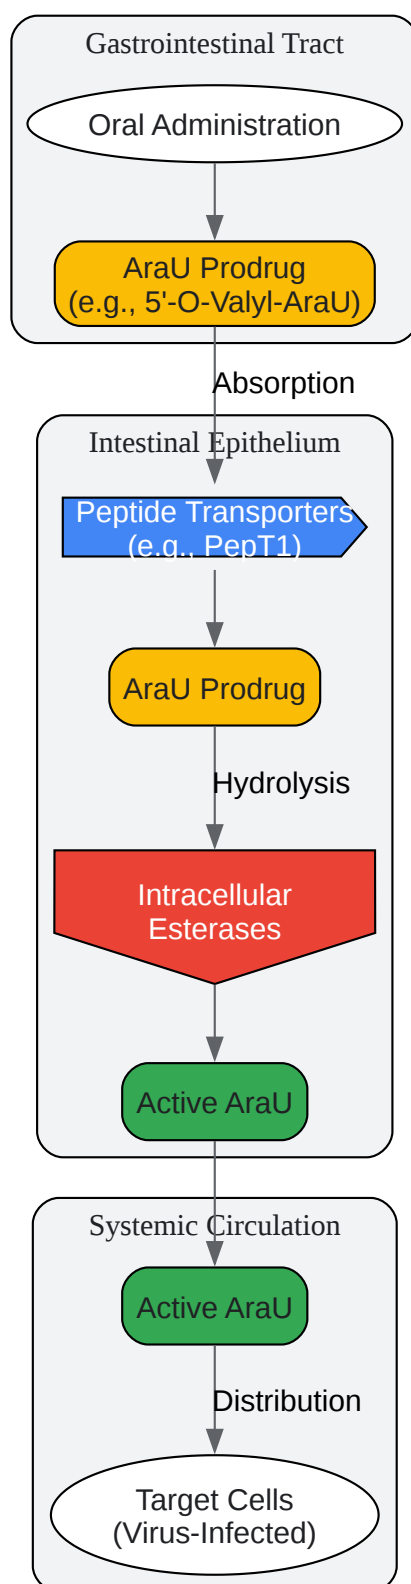 Gastrointestinal Tract
Oral Administration
AraU Prodrug
(e.g., 5'-O-Valyl-AraU)
Absorption
Intestinal Epithelium
Peptide Transporters
(e.g., PepT1)
AraU Prodrug
Hydrolysis
Intracellular
Esterases
Active AraU
Systemic Circulation
Active AraU
Distribution
Target Cells
(Virus-Infected)